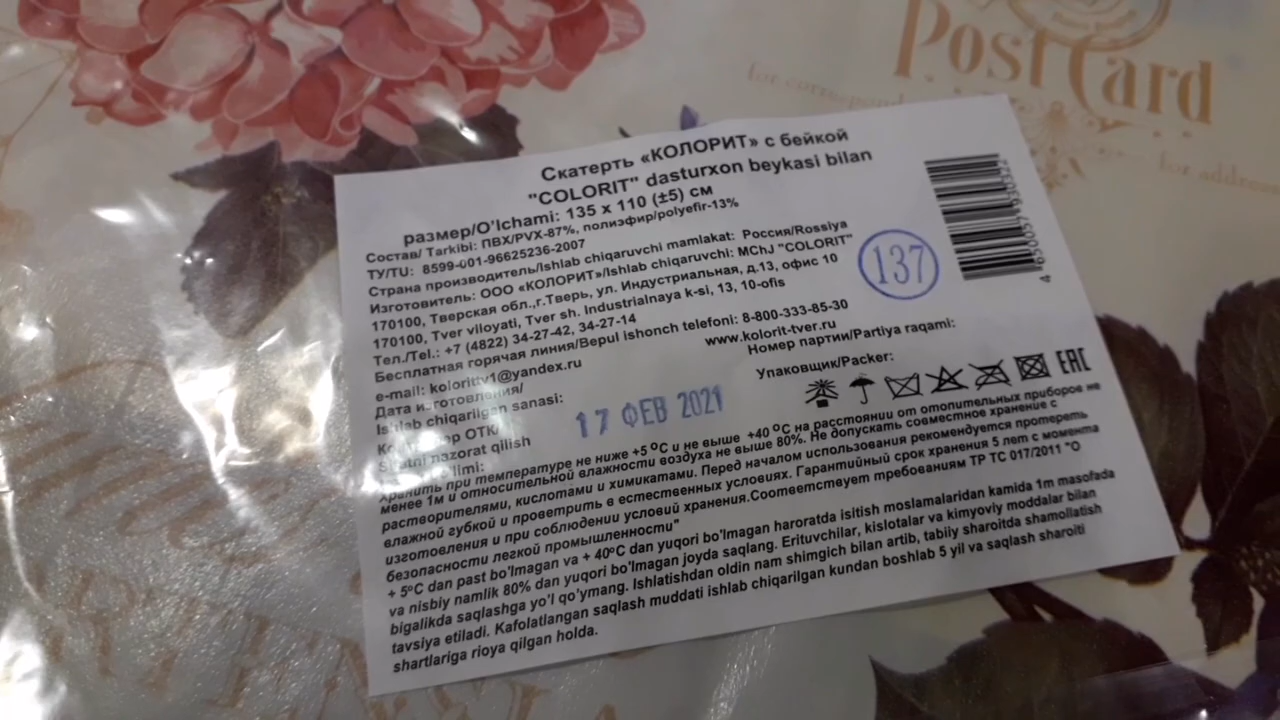 Post Card
for address
Скатерть «КОЛОРИТ» с бейкой
"COLORIT" dasturxon beykasi bilan
размер/O'lchami: 135 x 110 (±5) см
Состав/ Tarkibi: ПВХ/PVX-87%, полиэфир/polyefir-13%
ТУ/TU: 8599-001-96625236-2007
Страна производитель/Ishlab chiqaruvchi mamlakat: Россия/Rossiya
Изготовитель: ООО «КОЛОРИТ»/Ishlab chiqaruvchi: MChJ "COLORIT"
170100, Тверская обл.,г.Тверь, ул. Индустриальная, д.13, офис 10
170100, Tver viloyati, Tver sh. Industrialnaya k-si, 13, 10-ofis
Тел./Tel.: +7 (4822) 34-27-42, 34-27-14
Бесплатная горячая линия/Bepul ishonch telefoni: 8-800-333-85-30
e-mail: kolorittv1@yandex.ru
www.kolorit-tver.ru
137
Дата изготовления/
Ishlab chiqarilgan sanasi:
17 ФЕВ 2021
Номер партии/Partiya raqami:
Упаковщик/Packer:
EAC
ОТК/
nazorat qilish
Хранить при температуре не ниже +5 ºС и не выше +40 ºС на расстоянии от отопительных приборов не
менее 1м и относительной влажности воздуха не выше 80%. Не допускать совместное хранение с
растворителями, кислотами и химикатами. Перед началом использования рекомендуется протереть
влажной губкой и проветрить в естественных условиях. Гарантийный срок хранения 5 лет с момента
изготовления и при соблюдении условий хранения.Соответствует требованиям ТР ТС 017/2011 "О
безопасности легкой промышленности"
+ 5ºC dan past bo'lmagan va + 40ºC dan yuqori bo'lmagan haroratda isitish moslamalaridan kamida 1m masofada
va nisbiy namlik 80% dan yuqori bo'lmagan joyda saqlang. Erituvchilar, kislotalar va kimyoviy moddalar bilan
bigalikda saqlashga yo'l qo'ymang. Ishlatishdan oldin nam shimgich bilan artib, tabiiy sharoitda shamollatish
tavsiya etiladi. Kafolatlangan saqlash muddati ishlab chiqarilgan kundan boshlab 5 yil va saqlash sharoiti
shartlariga rioya qilgan holda.